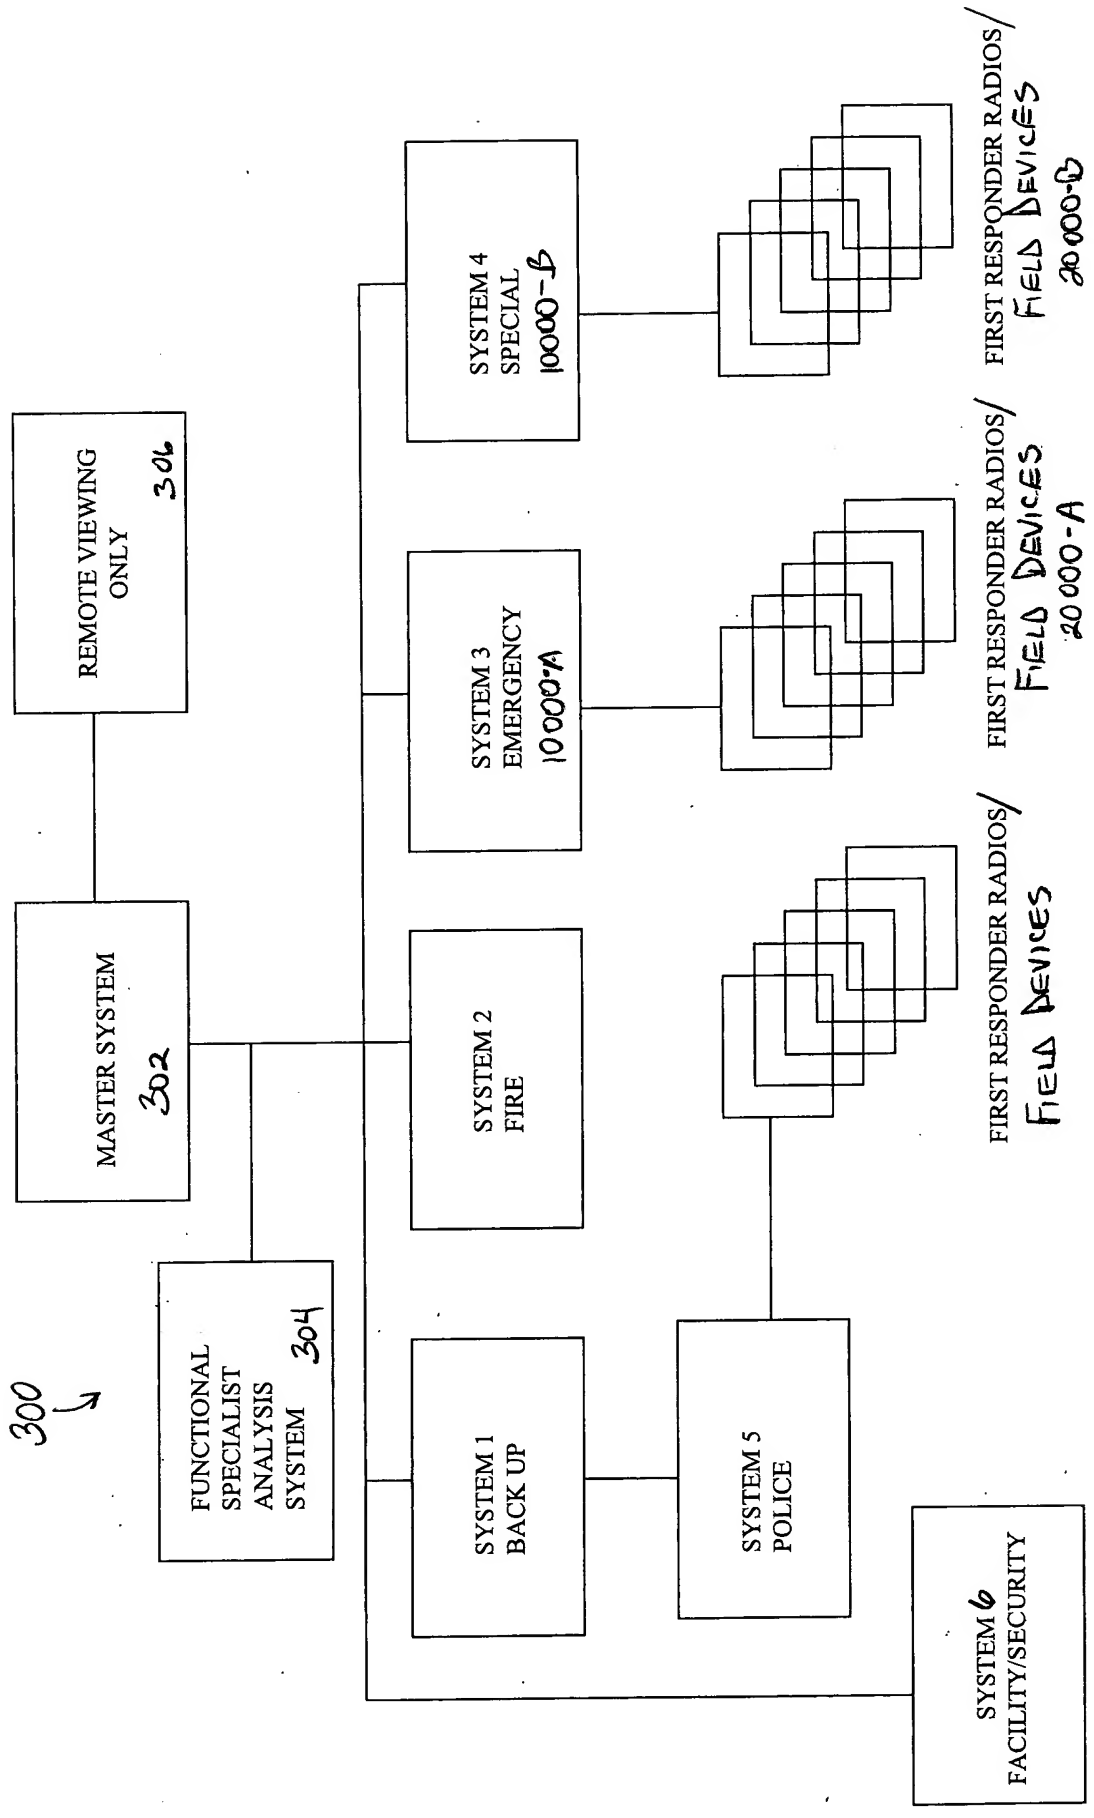 300
MASTER SYSTEM
302
REMOTE VIEWING
ONLY
306
FUNCTIONAL
SPECIALIST
ANALYSIS
SYSTEM
304
SYSTEM 1
BACK UP
SYSTEM 2
FIRE
SYSTEM 3
EMERGENCY
10000-A
SYSTEM 4
SPECIAL
10000-B
SYSTEM 5
POLICE
SYSTEM 6
FACILITY/SECURITY
FIRST RESPONDER RADIOS/
FIELD DEVICES
FIRST RESPONDER RADIOS/
FIELD DEVICES
20000-A
FIRST RESPONDER RADIOS/
FIELD DEVICES
20000-B